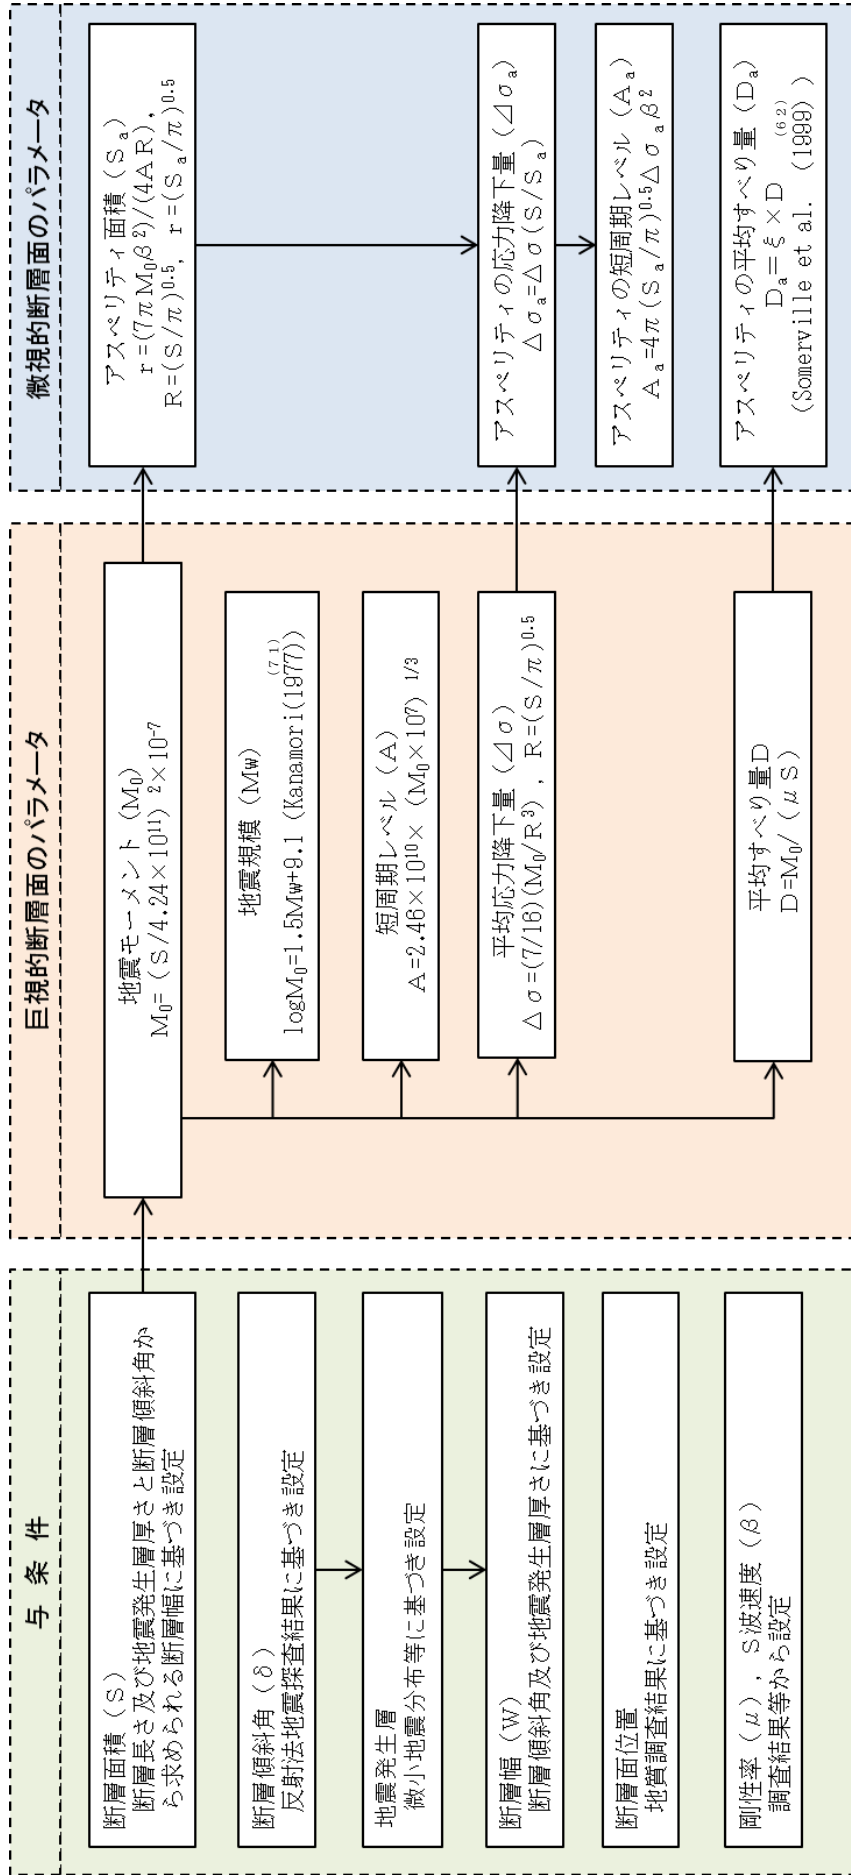 与 条 件
断層面積 (S)
断層長さ及び地震発生層厚さと断層傾斜角か
ら求められる断層幅に基づき設定
断層傾斜角 (δ)
反射法地震探査結果に基づき設定
地震発生層
微小地震分布等に基づき設定
断層幅 (W)
断層傾斜角及び地震発生層厚さに基づき設定
断層面位置
地質調査結果に基づき設定
剛性率 (μ), S波速度 (β)
調査結果等から設定
巨視的断層面のパラメータ
地震モーメント (M₀)
M₀= (S/4.24×10¹¹) ²×10⁻⁷
地震規模 (Mw)
logM₀=1.5Mw+9.1 (Kanamori(1977)⁽⁷¹⁾)
短周期レベル (A)
A=2.46×10¹⁰× (M₀×10⁷) ¹/³
平均応力降下量 (Δσ)
Δσ=(7/16)(M₀/R³) , R=(S/π)⁰·⁵
平均すべり量D
D=M₀/ (μS)
微視的断層面のパラメータ
アスペリティ面積 (Sₐ)
r=(7πM₀β²)/(4AR),
R=(S/π)⁰·⁵, r=(Sₐ/π)⁰·⁵
アスペリティの応力降下量 (Δσₐ)
Δσₐ=Δσ(S/Sₐ)
アスペリティの短周期レベル (Aₐ)
Aₐ=4π(Sₐ/π)⁰·⁵Δσₐβ²
アスペリティの平均すべり量 (Dₐ)
Dₐ=ξ×D
(Somerville et al. (1999)⁽⁶²⁾)